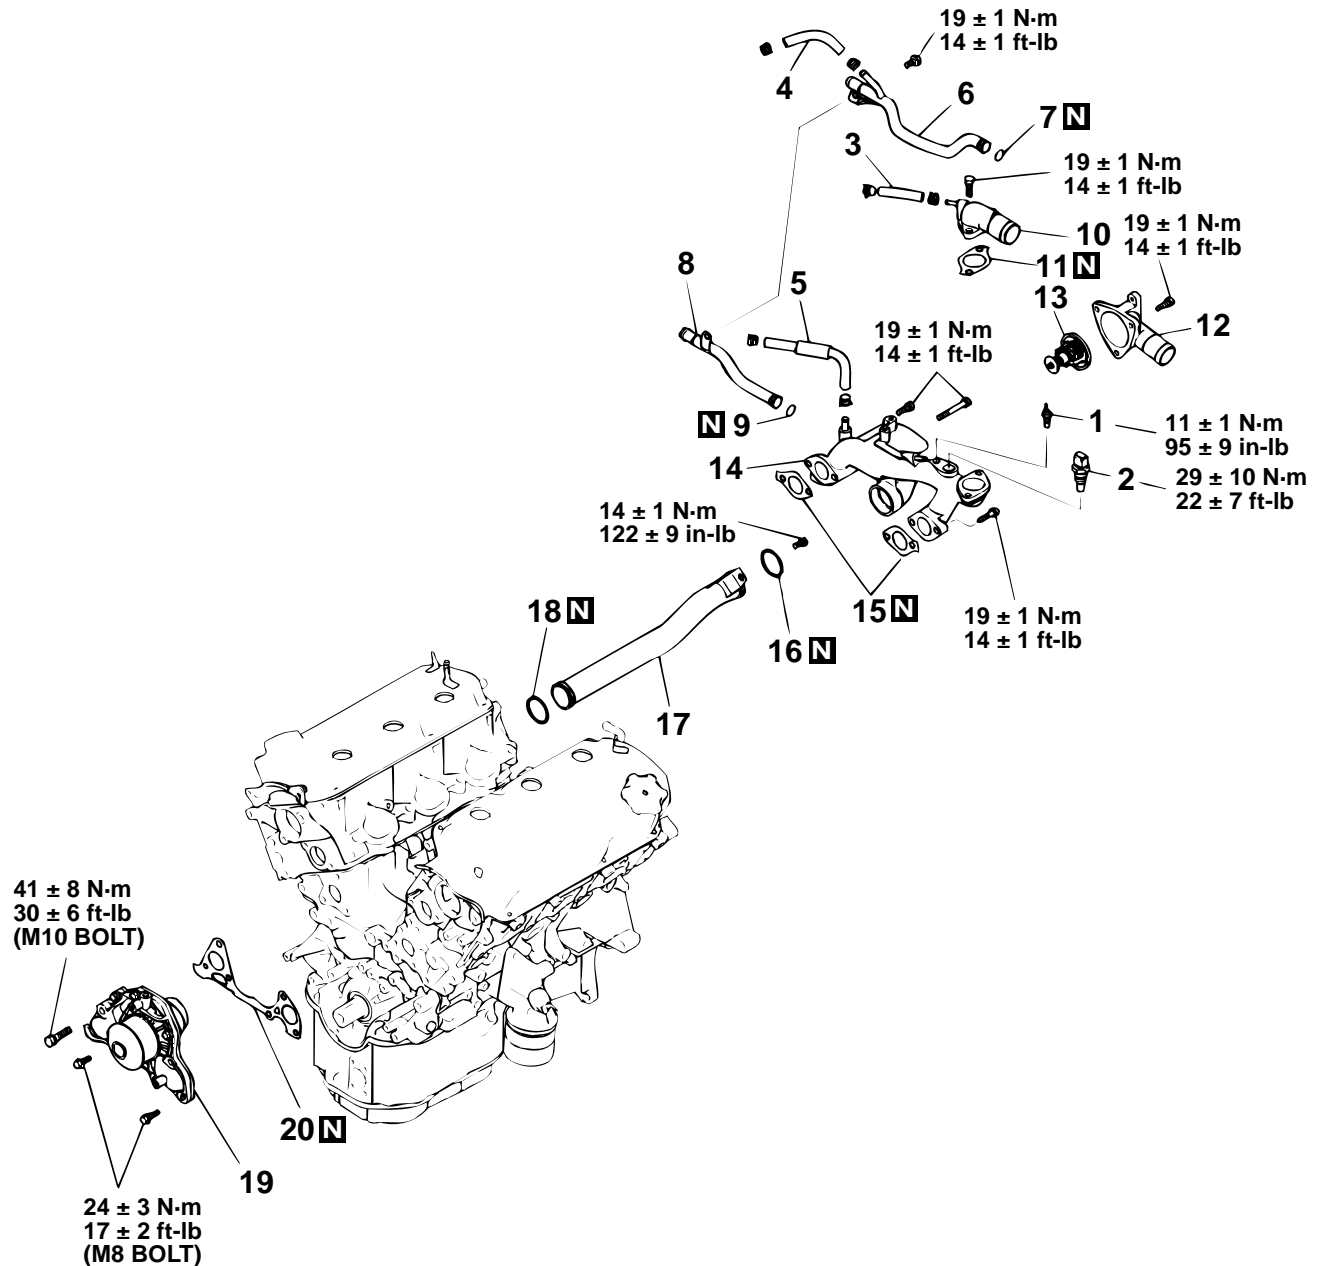 19 ± 1 N·m
14 ± 1 ft-lb
4
6
7 N
3
19 ± 1 N·m
14 ± 1 ft-lb
10
19 ± 1 N·m
14 ± 1 ft-lb
11 N
8
5
13
12
19 ± 1 N·m
14 ± 1 ft-lb
N 9
1
11 ± 1 N·m
95 ± 9 in-lb
14
2
29 ± 10 N·m
22 ± 7 ft-lb
14 ± 1 N·m
122 ± 9 in-lb
18 N
15 N
19 ± 1 N·m
14 ± 1 ft-lb
16 N
17
41 ± 8 N·m
30 ± 6 ft-lb
(M10 BOLT)
20 N
19
24 ± 3 N·m
17 ± 2 ft-lb
(M8 BOLT)